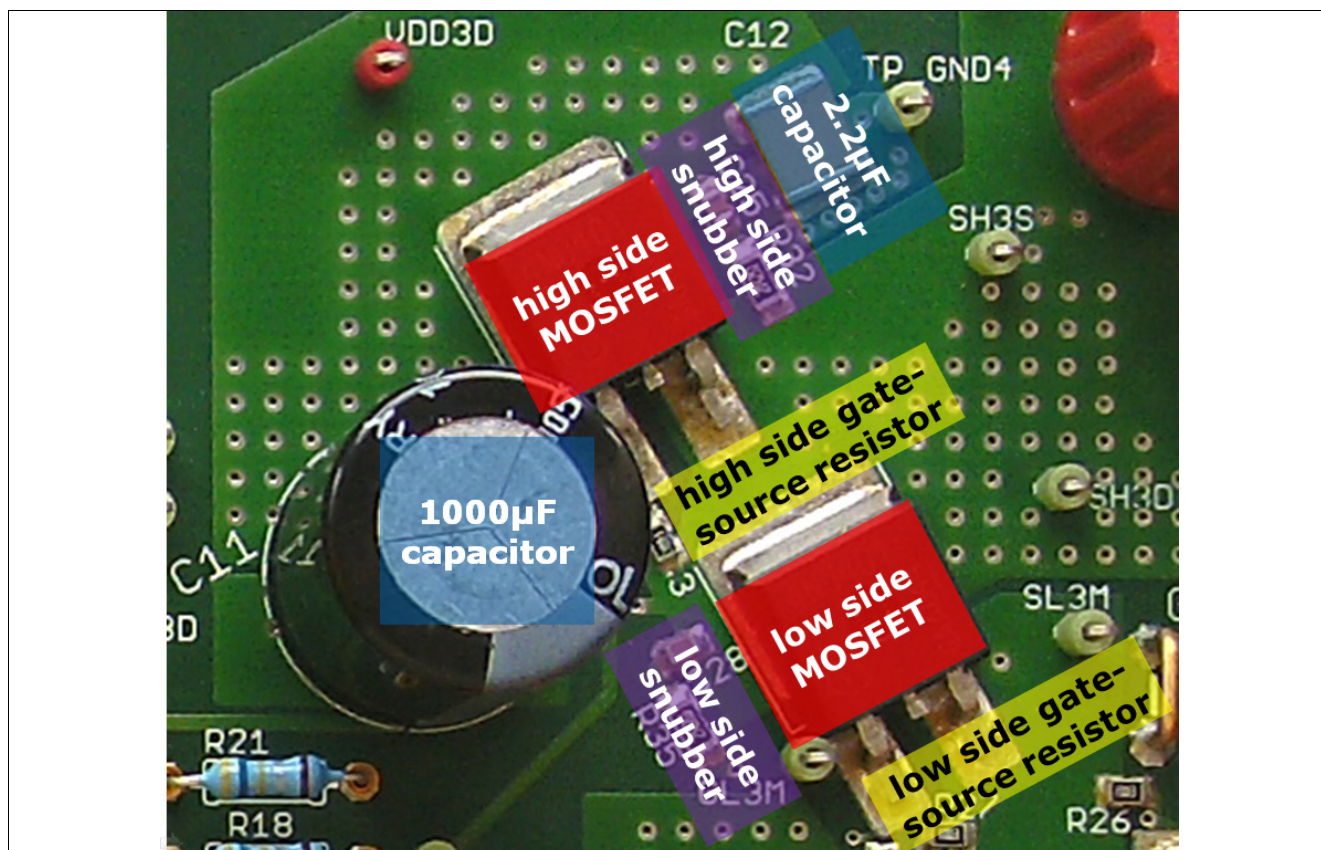 VDD3D
C12
TP GND4
2.2µF
capacitor
high side
snubber
SH3S
high side
MOSFET
high side gate-
source resistor
SH3D
1000µF
capacitor
C11
SL3M
low side
MOSFET
low side
snubber
R35
low side gate-
source resistor
R21
R18
R26